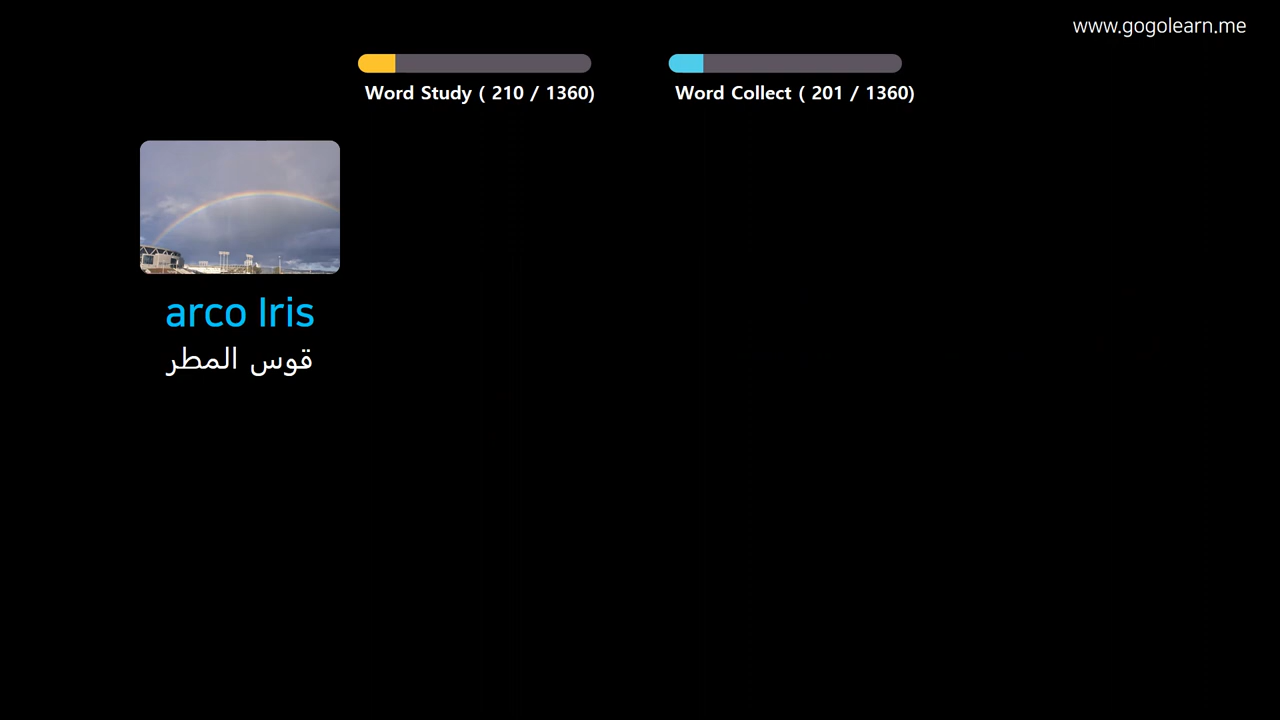 www.gogolearn.me
Word Study ( 210 / 1360)
Word Collect ( 201 / 1360)
arco Iris
قوس المطر